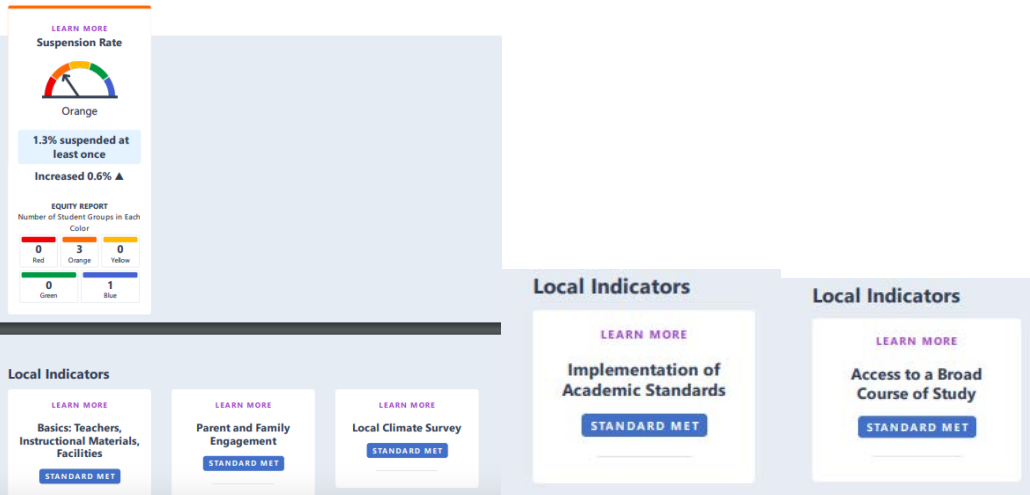 LEARN MORE
Suspension Rate
Orange
1.3% suspended at
least once
Increased 0.6% ▲
EQUITY REPORT
Number of Student Groups in Each
Color
0
Red
3
Orange
0
Yellow
0
Green
1
Blue
Local Indicators
LEARN MORE
Basics: Teachers,
Instructional Materials,
Facilities
STANDARD MET
LEARN MORE
Parent and Family
Engagement
STANDARD MET
LEARN MORE
Local Climate Survey
STANDARD MET
Local Indicators
LEARN MORE
Implementation of
Academic Standards
STANDARD MET
Local Indicators
LEARN MORE
Access to a Broad
Course of Study
STANDARD MET